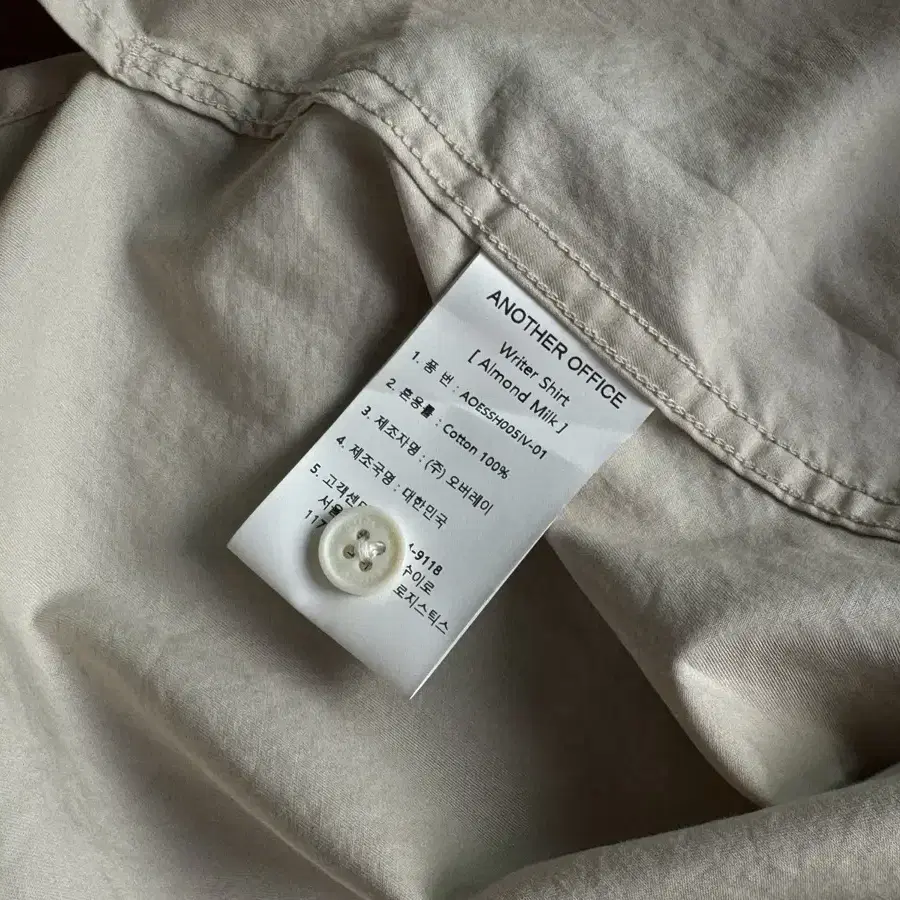 ANOTHER OFFICE
Writer Shirt
[ Almond Milk ]
1. 품 번 : AOESSH005IV-01
2. 혼용률 : Cotton 100%
3. 제조자명 : (주) 오버레이
4. 제조국명 : 대한민국
5. 고객센
-9118
서울
수이로
117
로지스틱스